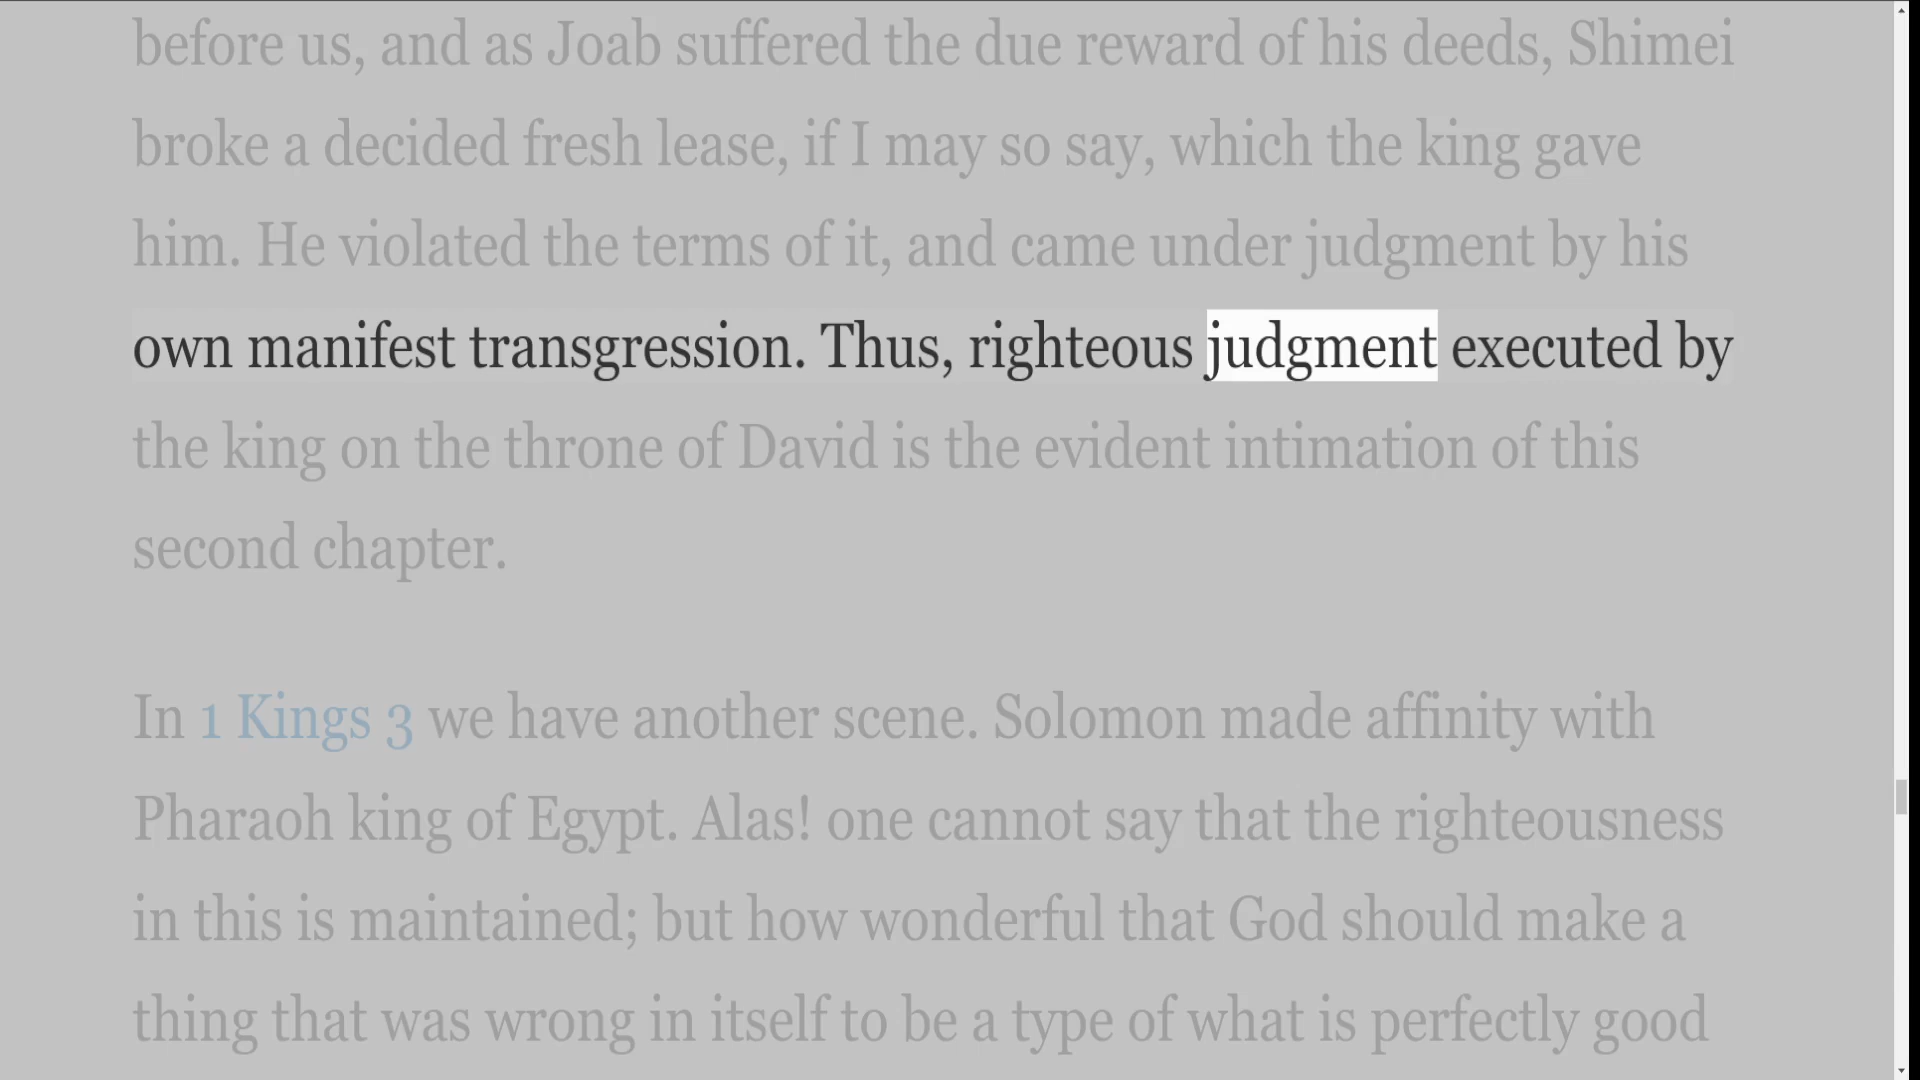 before us, and as Joab suffered the due reward of his deeds, Shimei
broke a decided fresh lease, if I may so say, which the king gave
him. He violated the terms of it, and came under judgment by his
own manifest transgression. Thus, righteous judgment executed by
the king on the throne of David is the evident intimation of this
second chapter.
In 1 Kings 3 we have another scene. Solomon made affinity with
Pharaoh king of Egypt. Alas! one cannot say that the righteousness
in this is maintained; but how wonderful that God should make a
thing that was wrong in itself to be a type of what is perfectly good